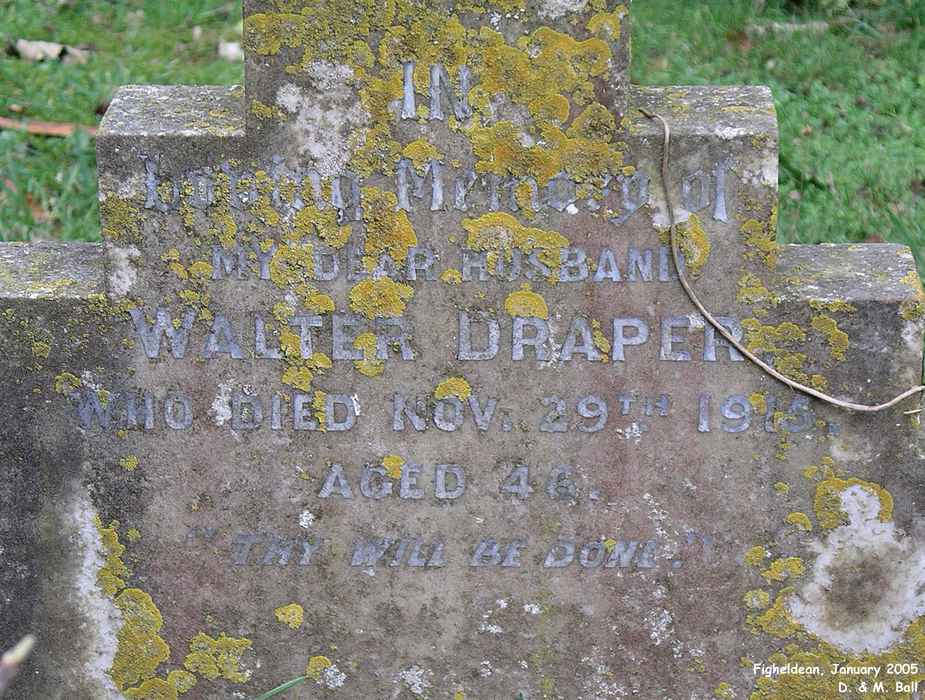 IN
Loving Memory of
MY DEAR HUSBAND
WALTER DRAPER,
WHO DIED NOV. 29TH 1915.
AGED
"THY WILL BE DONE."
Figheldean, January 2005
D. & M. Ball